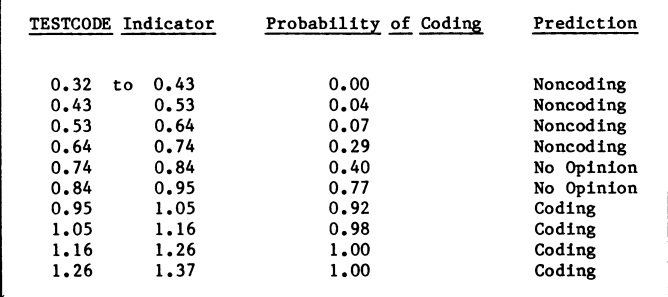 TESTCODE Indicator Probability of Coding Prediction
0.32 to 0.43 0.00 Noncoding
0.43 0.53 0.04 Noncoding
0.53 0.64 0.07 Noncoding
0.64 0.74 0.29 Noncoding
0.74 0.84 0.40 No Opinion
0.84 0.95 0.77 No Opinion
0.95 1.05 0.92 Coding
1.05 1.16 0.98 Coding
1.16 1.26 1.00 Coding
1.26 1.37 1.00 Coding